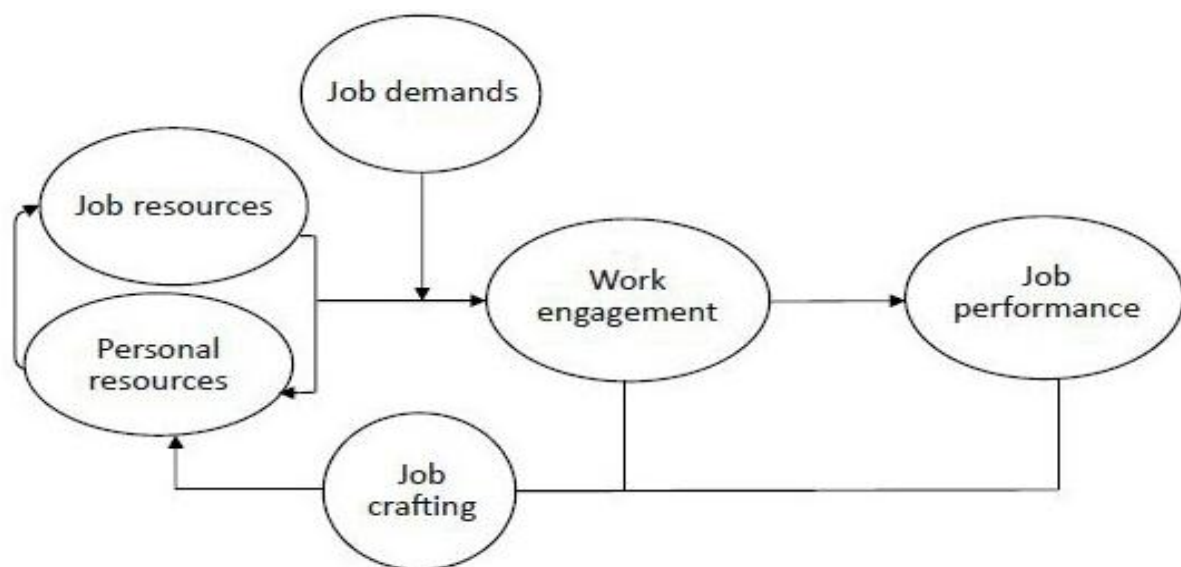 Job demands
Job resources
Work
engagement
Job
performance
Personal
resources
Job
crafting